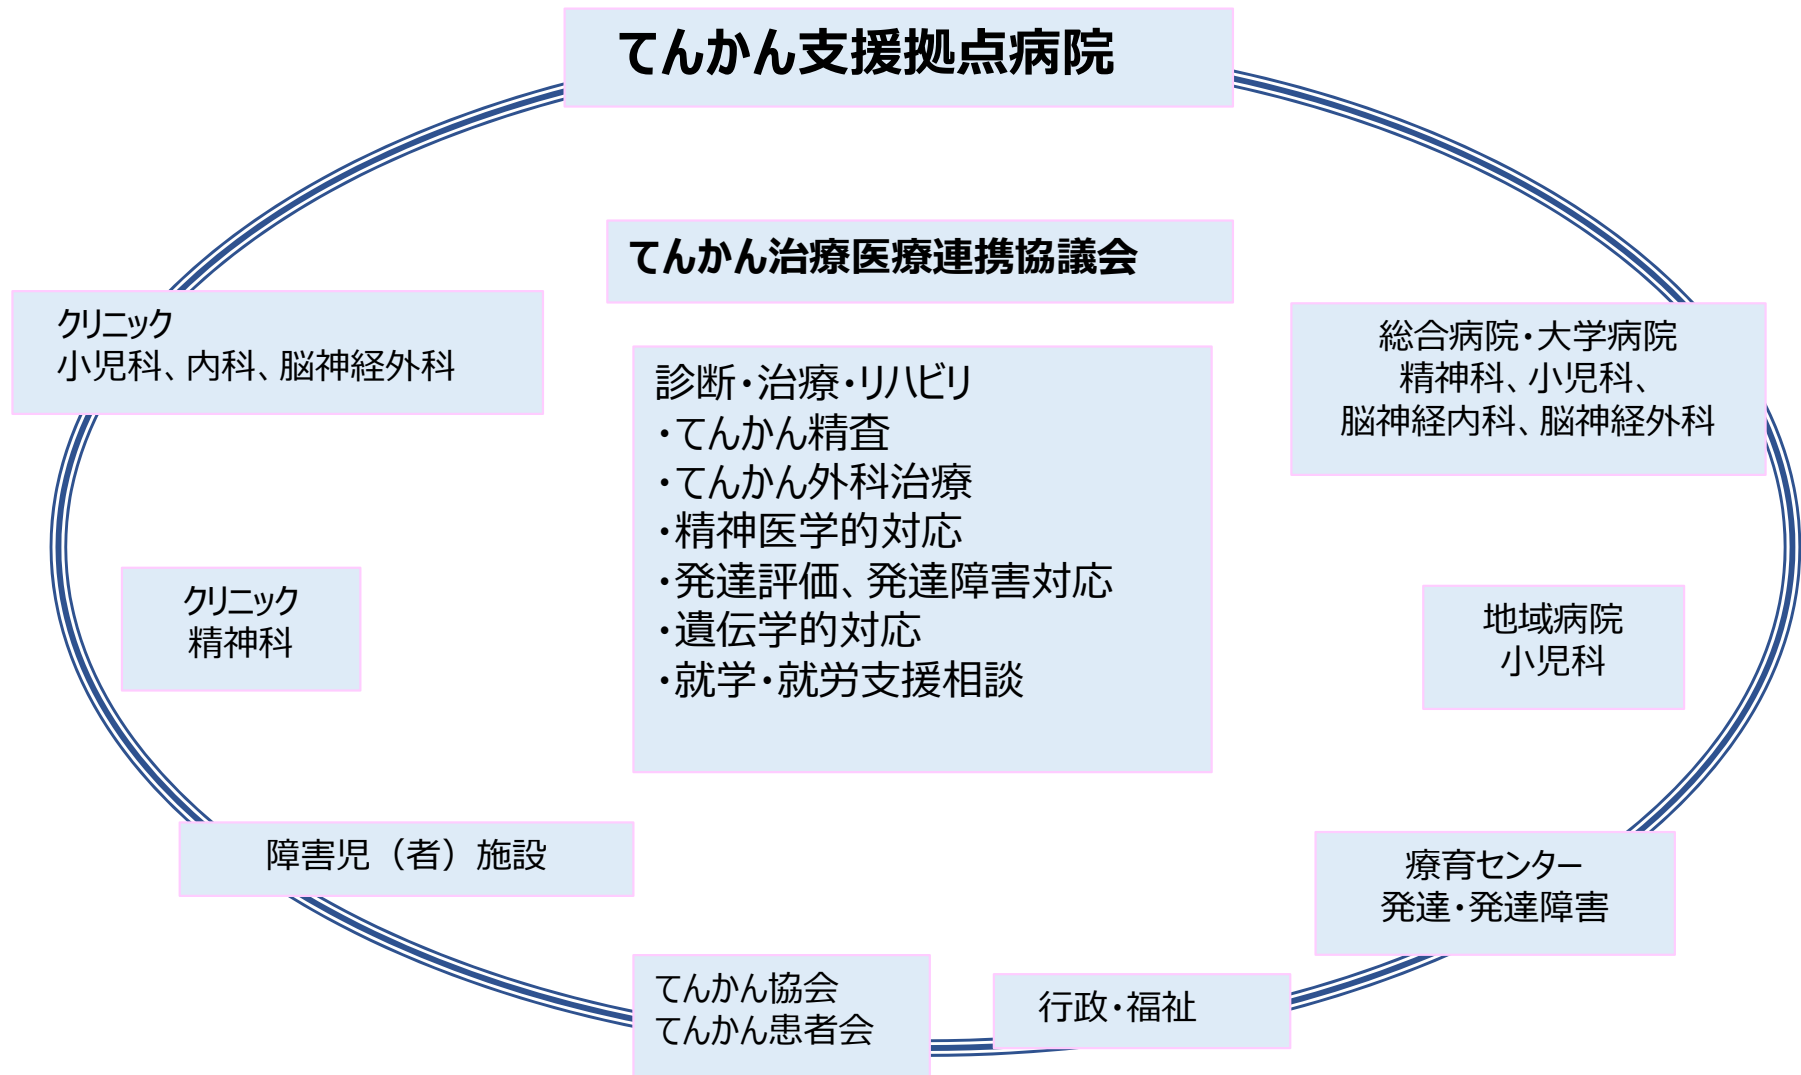 てんかん支援拠点病院
てんかん治療医療連携協議会
クリニック
小児科、内科、脳神経外科
総合病院・大学病院
精神科、小児科、
脳神経内科、脳神経外科
診断・治療・リハビリ
・てんかん精査
・てんかん外科治療
・精神医学的対応
・発達評価、発達障害対応
・遺伝学的対応
・就学・就労支援相談
クリニック
精神科
地域病院
小児科
障害児（者）施設
療育センター
発達・発達障害
てんかん協会
てんかん患者会
行政・福祉